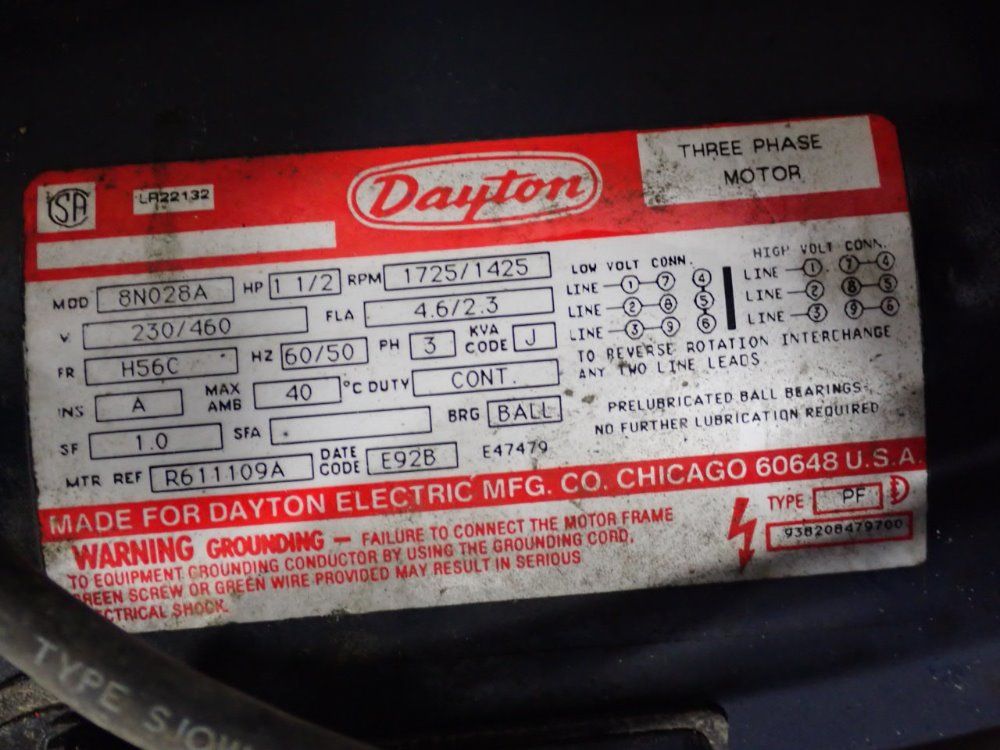 SA
LR22132
Dayton
THREE PHASE
MOTOR
MOD 8N028A HP 1 1/2 RPM 1725/1425
V 230/460 FLA 4.6/2.3
FR H56C HZ 60/50 PH 3 KVA CODE J
INS A MAX AMB 40 °C DUTY CONT.
SF 1.0 SFA BRG BALL
MTR REF R611109A DATE CODE E92B E47479
LOW VOLT CONN.
LINE 1 7 4
LINE 2 8 5
LINE 3 9 6
HIGH VOLT CONN.
LINE 1 7 4
LINE 2 8 5
LINE 3 9 6
TO REVERSE ROTATION INTERCHANGE
ANY TWO LINE LEADS
PRELUBRICATED BALL BEARINGS-
NO FURTHER LUBRICATION REQUIRED
MADE FOR DAYTON ELECTRIC MFG. CO. CHICAGO 60648 U.S.A.
WARNING GROUNDING – FAILURE TO CONNECT THE MOTOR FRAME
TO EQUIPMENT GROUNDING CONDUCTOR BY USING THE GROUNDING CORD,
GREEN SCREW OR GREEN WIRE PROVIDED MAY RESULT IN SERIOUS
SHOCK.
TYPE PF
938208479700
TYPE